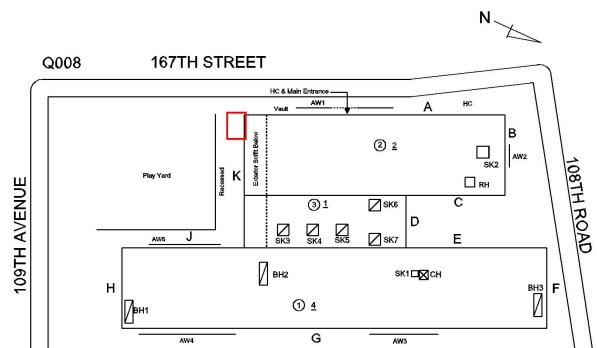 N
Q008 167TH STREET
HC & Main Entrance
Vault AW1 A HC
B
2 2
SK2
AW2
K
Recessed
Exterior Soffit Below
Play Yard
RH
3 1
SK6
C
D
SK3 SK4 SK5 SK7
E
J
AW5
109TH AVENUE
108TH ROAD
H
BH2
SK1 CH
F
BH3
BH1
1 4
AW4 G AW3